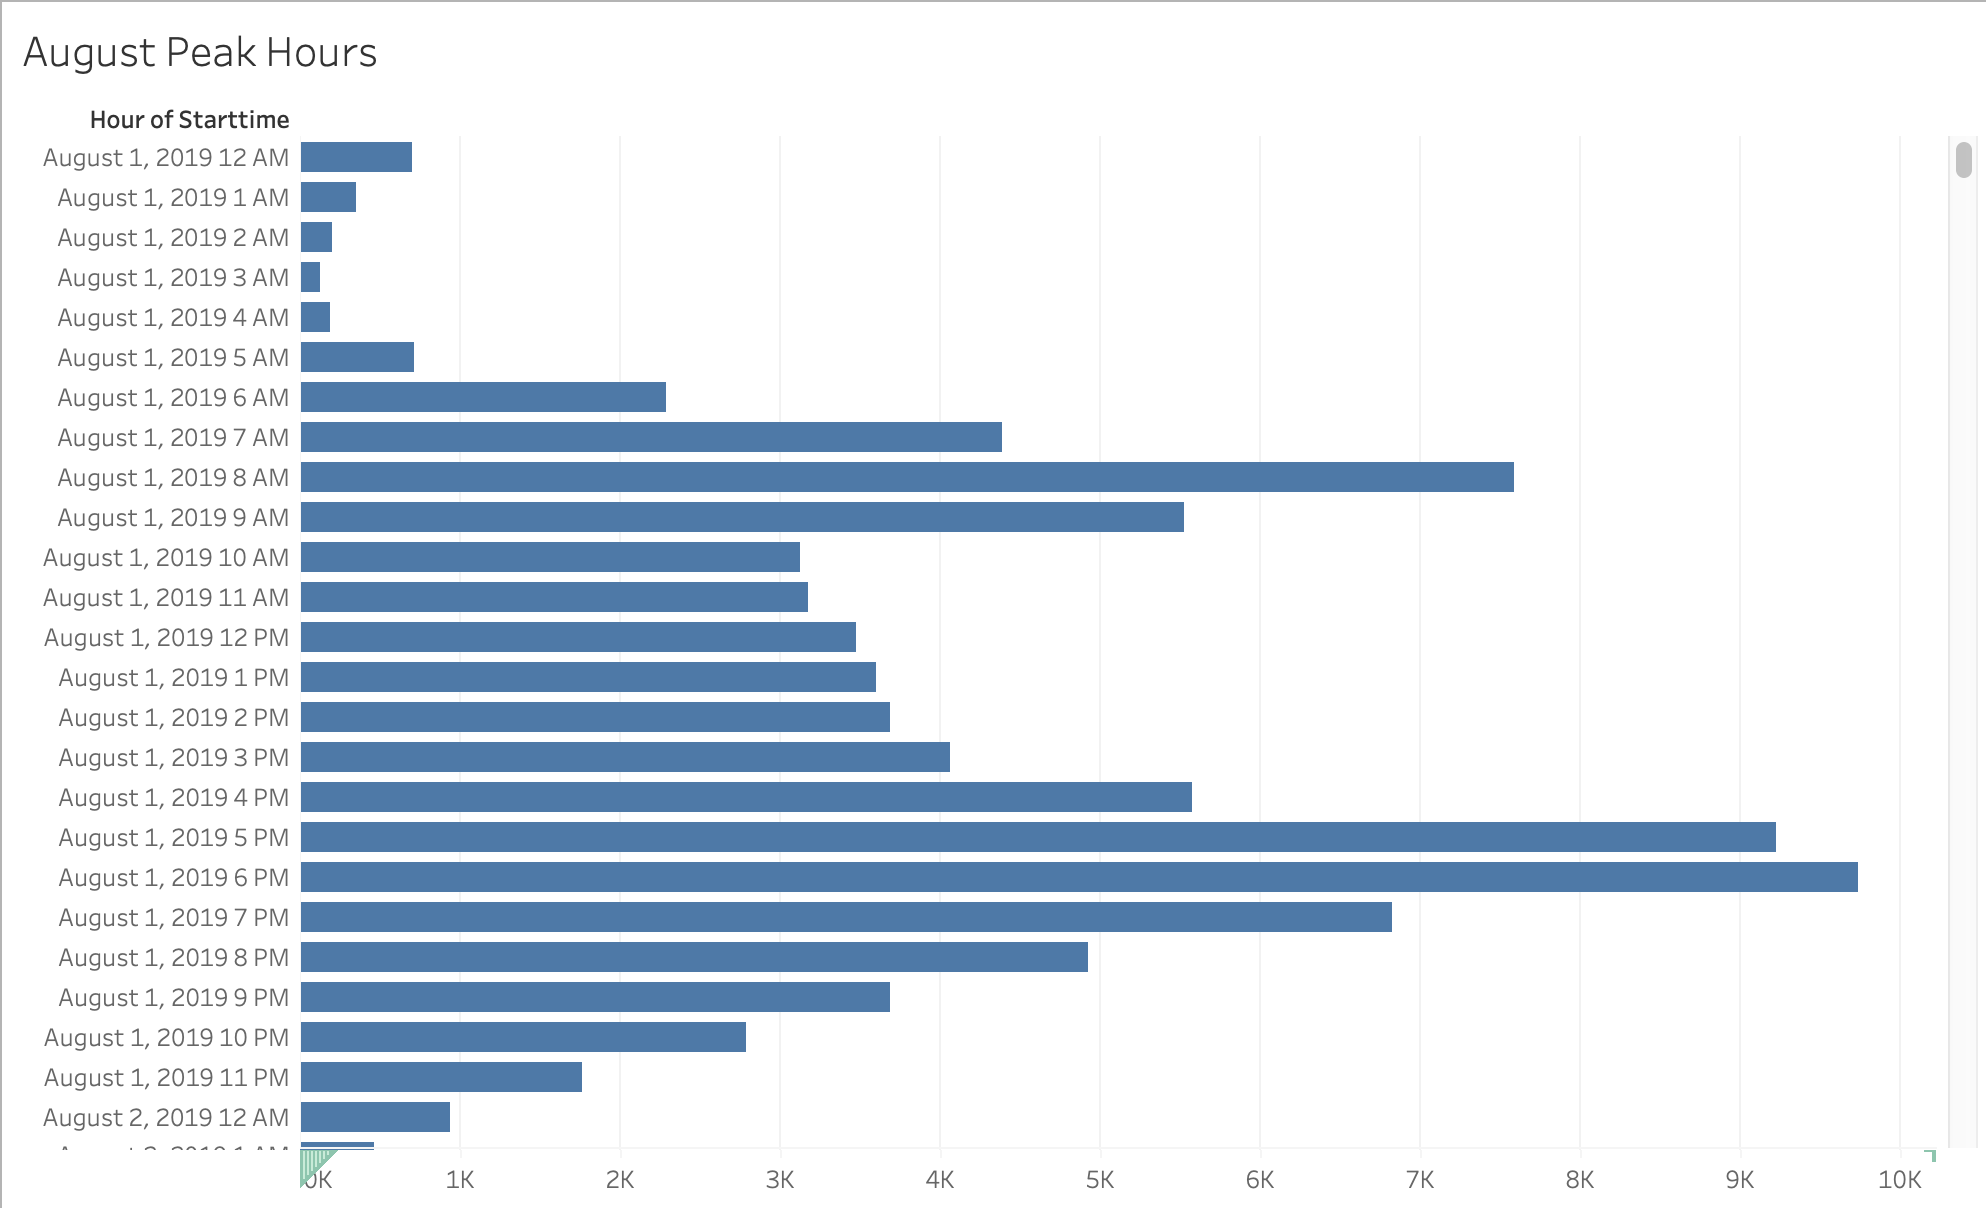 August Peak Hours
Hour of Starttime
August 1, 2019 12 AM
August 1, 2019 1 AM
August 1, 2019 2 AM
August 1, 2019 3 AM
August 1, 2019 4 AM
August 1, 2019 5 AM
August 1, 2019 6 AM
August 1, 2019 7 AM
August 1, 2019 8 AM
August 1, 2019 9 AM
August 1, 2019 10 AM
August 1, 2019 11 AM
August 1, 2019 12 PM
August 1, 2019 1 PM
August 1, 2019 2 PM
August 1, 2019 3 PM
August 1, 2019 4 PM
August 1, 2019 5 PM
August 1, 2019 6 PM
August 1, 2019 7 PM
August 1, 2019 8 PM
August 1, 2019 9 PM
August 1, 2019 10 PM
August 1, 2019 11 PM
August 2, 2019 12 AM
0K 1K 2K 3K 4K 5K 6K 7K 8K 9K 10K